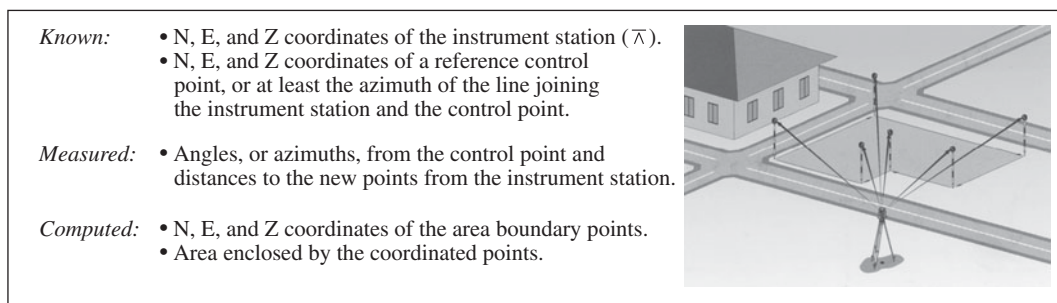 Known: • N, E, and Z coordinates of the instrument station (⊼).
• N, E, and Z coordinates of a reference control
point, or at least the azimuth of the line joining
the instrument station and the control point.
Measured: • Angles, or azimuths, from the control point and
distances to the new points from the instrument station.
Computed: • N, E, and Z coordinates of the area boundary points.
• Area enclosed by the coordinated points.